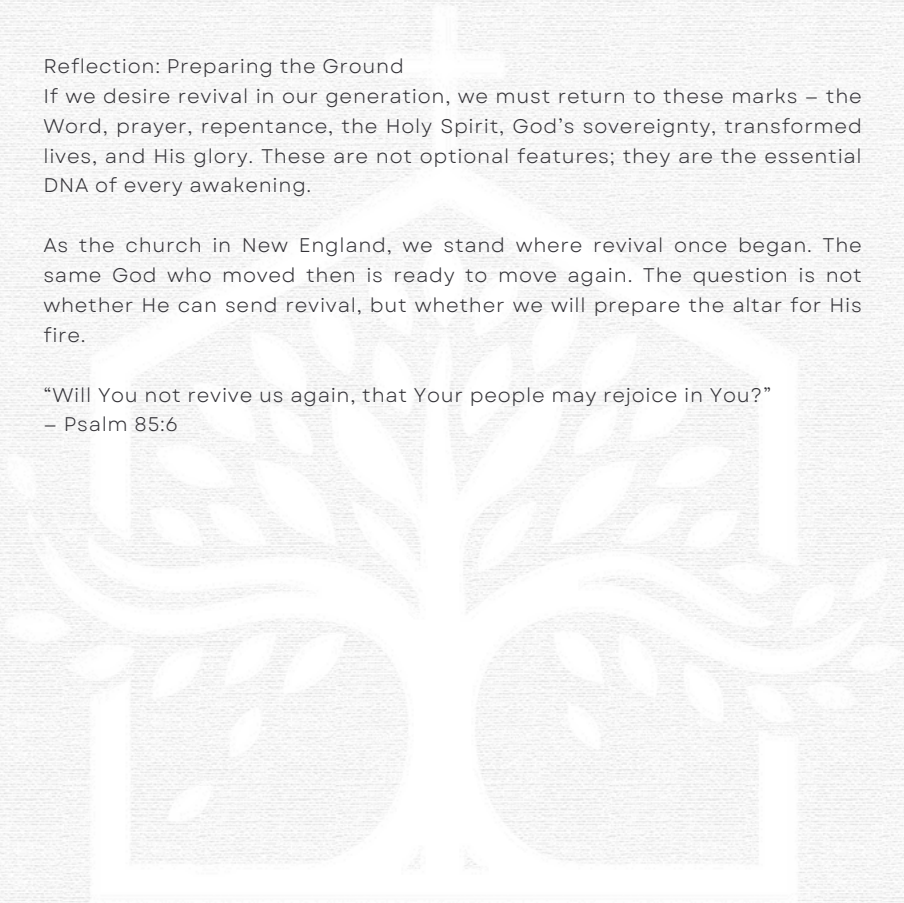 Reflection: Preparing the Ground
If we desire revival in our generation, we must return to these marks – the
Word, prayer, repentance, the Holy Spirit, God’s sovereignty, transformed
lives, and His glory. These are not optional features; they are the essential
DNA of every awakening.
As the church in New England, we stand where revival once began. The
same God who moved then is ready to move again. The question is not
whether He can send revival, but whether we will prepare the altar for His
fire.
“Will You not revive us again, that Your people may rejoice in You?”
– Psalm 85:6